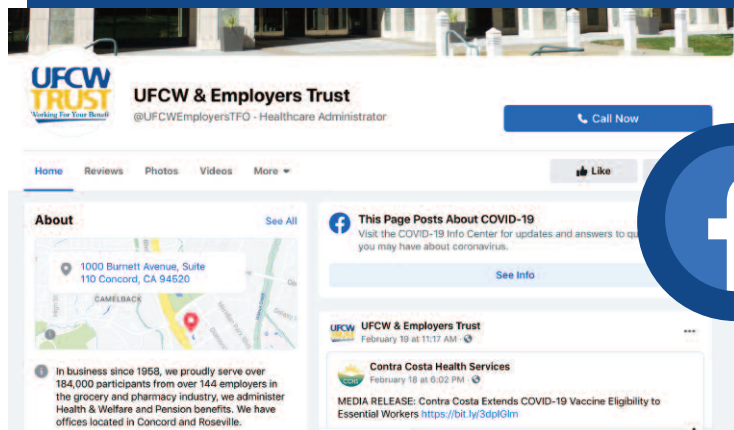 UFCW
TRUST
Working For Your Benefit
UFCW & Employers Trust
@UFCWEmployersTFO - Healthcare Administrator
Call Now
Home Reviews Photos Videos More
Like
About See All
1000 Burnett Avenue, Suite
110 Concord, CA 94520
CAMELBACK
In business since 1958, we proudly serve over
184,000 participants from over 144 employers in
the grocery and pharmacy industry, we administer
Health & Welfare and Pension benefits. We have
offices located in Concord and Roseville.
This Page Posts About COVID-19
Visit the COVID-19 Info Center for updates and answers to
you may have about coronavirus.
See Info
UFCW
TRUST
UFCW & Employers Trust
February 19 at 11:17 AM ·
Contra Costa Health Services
February 18 at 6:02 PM ·
MEDIA RELEASE: Contra Costa Extends COVID-19 Vaccine Eligibility to
Essential Workers https://bit.ly/3dplGlm